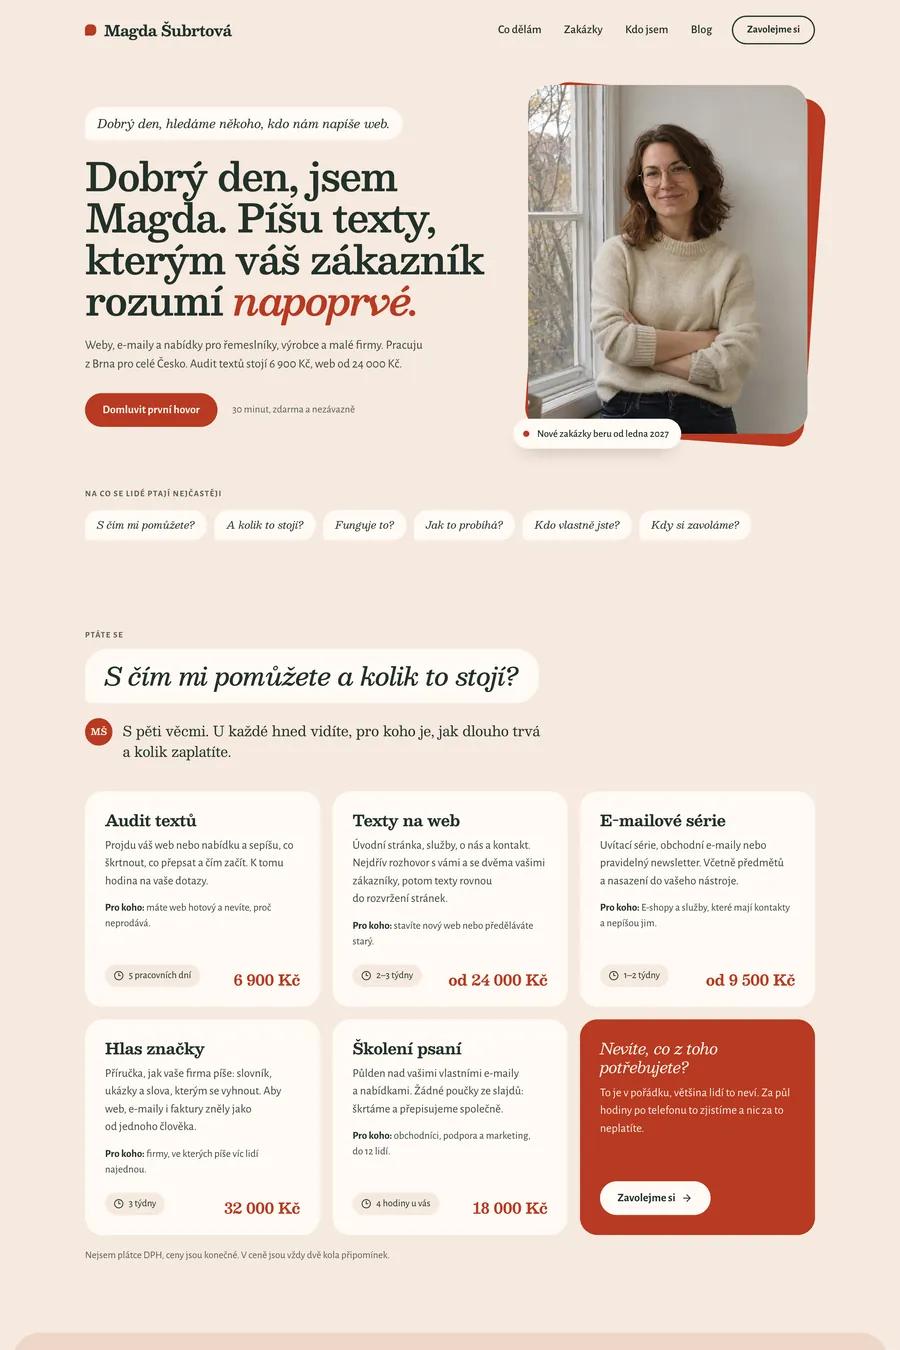 Magda Šubrtová
Co dělám
Zakázky
Kdo jsem
Blog
Zavolejme si
Dobrý den, hledáme někoho, kdo nám napíše web.
Dobrý den, jsem
Magda. Píšu texty,
kterým váš zákazník
rozumí napoprvé.
Weby, e-maily a nabídky pro řemeslníky, výrobce a malé firmy. Pracuju
z Brna pro celé Česko. Audit textů stojí 6 900 Kč, web od 24 000 Kč.
Domluvit první hovor
30 minut, zdarma a nezávazně
Nové zakázky beru od ledna 2027
NA CO SE LIDÉ PTAJÍ NEJČASTĚJI
S čím mi pomůžete?
A kolik to stojí?
Funguje to?
Jak to probíhá?
Kdo vlastně jste?
Kdy si zavoláme?
PTÁTE SE
S čím mi pomůžete a kolik to stojí?
MŠ
S pěti věcmi. U každé hned vidíte, pro koho je, jak dlouho trvá
a kolik zaplatíte.
Audit textů
Projdu váš web nebo nabídku a sepíšu, co
škrtnout, co přepsat a čím začít. K tomu
hodina na vaše dotazy.
Pro koho: máte web hotový a nevíte, proč
neprodává.
5 pracovních dní
6 900 Kč
Texty na web
Úvodní stránka, služby, o nás a kontakt.
Nejdřív rozhovor s vámi a se dvěma vašimi
zákazníky, potom texty rovnou
do rozvržení stránek.
Pro koho: stavíte nový web nebo předěláváte
starý.
2–3 týdny
od 24 000 Kč
E-mailové série
Uvítací série, obchodní e-maily nebo
pravidelný newsletter. Včetně předmětů
a nasazení do vašeho nástroje.
Pro koho: E-shopy a služby, které mají kontakty
a nepíšou jim.
1–2 týdny
od 9 500 Kč
Hlas značky
Příručka, jak vaše firma píše: slovník,
ukázky a slova, kterým se vyhnout. Aby
web, e-maily i faktury zněly jako
od jednoho člověka.
Pro koho: firmy, ve kterých píše víc lidí
najednou.
3 týdny
32 000 Kč
Školení psaní
Půlden nad vašimi vlastními e-maily
a nabídkami. Žádné poučky ze slajdů:
škrtáme a přepisujeme společně.
Pro koho: obchodníci, podpora a marketing,
do 12 lidí.
4 hodiny u vás
18 000 Kč
Nevíte, co z toho
potřebujete?
To je v pořádku, většina lidí to neví. Za půl
hodiny po telefonu to zjistíme a nic za to
neplatíte.
Zavolejme si
Nejsem plátce DPH, ceny jsou konečné. V ceně jsou vždy dvě kola připomínek.